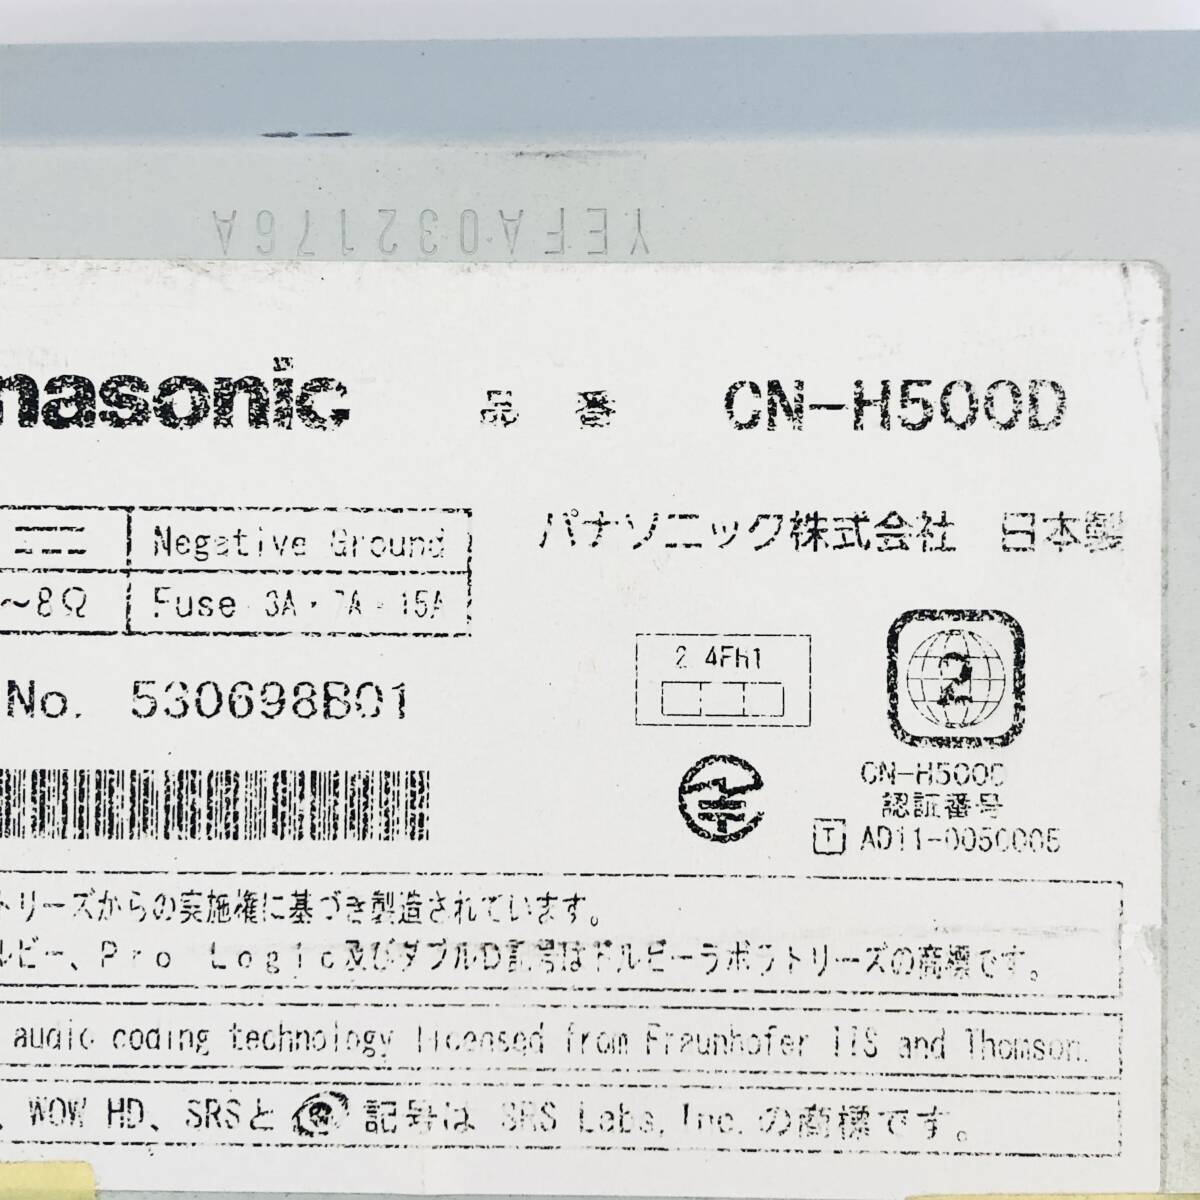 YEFA032176A
nasonic 品 番 CN-H500D
Negative Ground
～8Ω Fuse 3A・7A・15A
パナソニック株式会社 日本製
No. 530698B01
2.4FH1
2
CN-H500D
認証番号
T AD11-0050005
トリーズからの実施権に基づき製造されています。
ルビー、Pro Logic及びダブルD記号はドルビーラボラトリーズの商標です。
audio coding technology licensed from Fraunhofer IIS and Thomson.
、WOW HD、SRSと 記号は SRS Labs, Inc. の商標です。